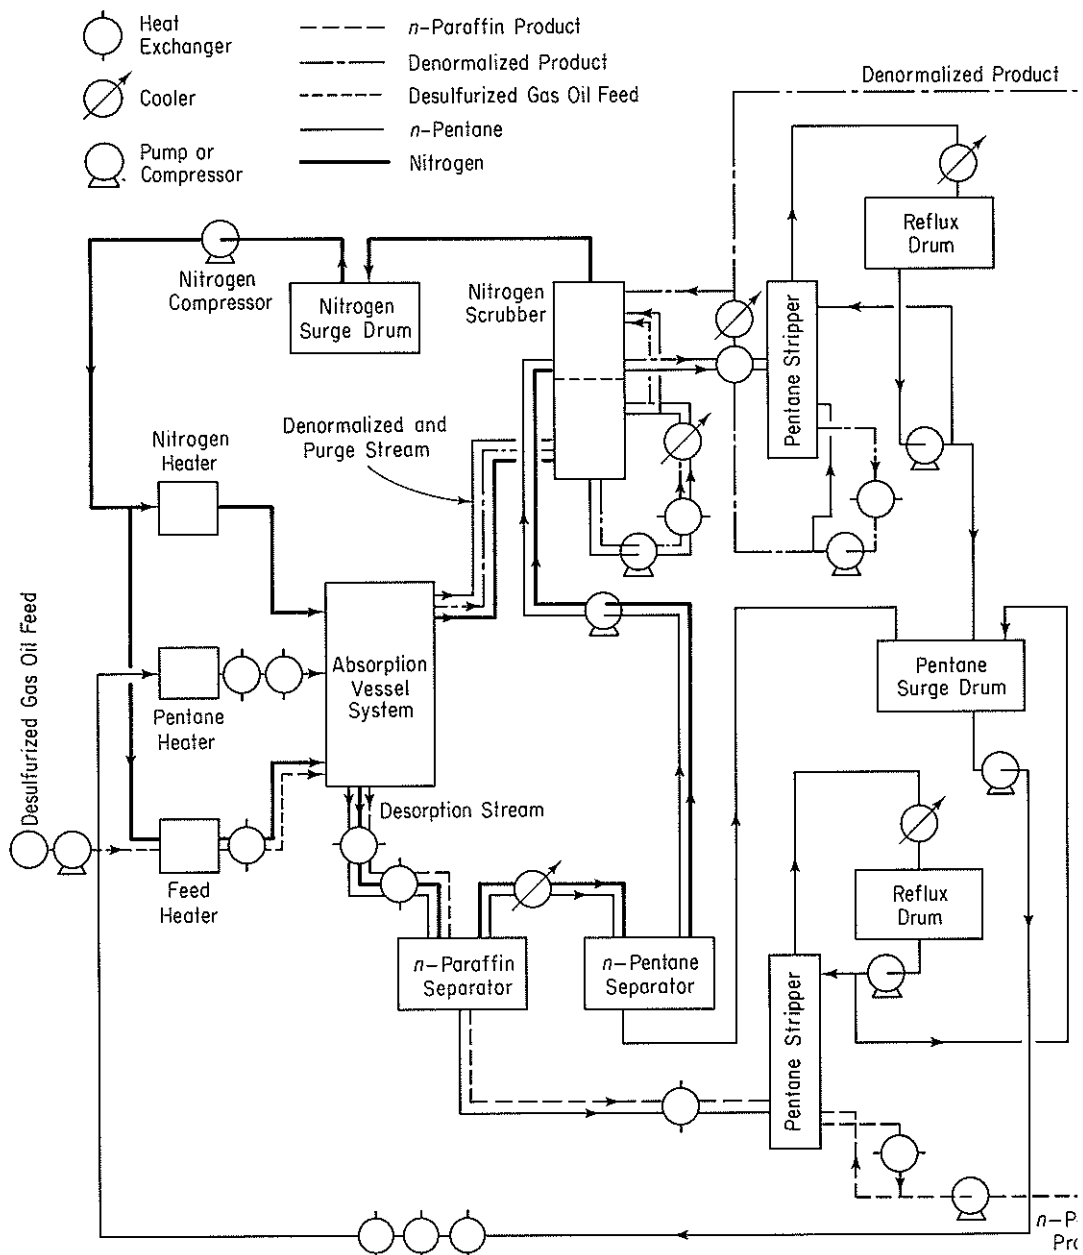 Heat
Exchanger
Cooler
Pump or
Compressor
n-Paraffin Product
Denormalized Product
Desulfurized Gas Oil Feed
n-Pentane
Nitrogen
Denormalized Product
Reflux
Drum
Nitrogen
Compressor
Nitrogen
Surge Drum
Nitrogen
Scrubber
Pentane Stripper
Denormalized and
Purge Stream
Nitrogen
Heater
Desulfurized Gas Oil Feed
Pentane
Heater
Absorption
Vessel
System
Pentane
Surge Drum
Desorption Stream
Feed
Heater
Reflux
Drum
n-Paraffin
Separator
n-Pentane
Separator
Pentane Stripper
n-P
Pro